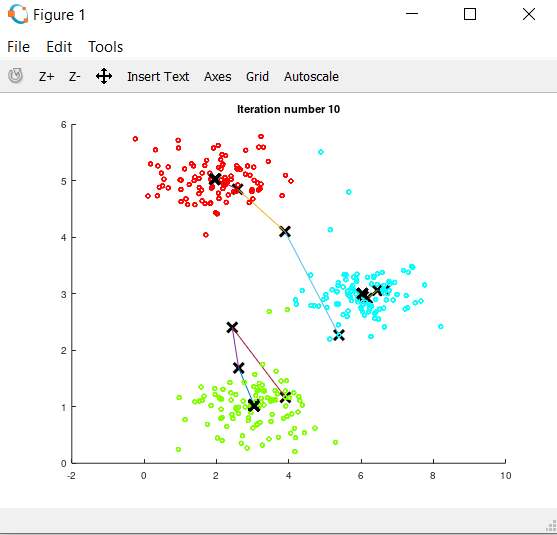 Figure 1
File Edit Tools
Z+ Z- Insert Text Axes Grid Autoscale
Iteration number 10
6
5
4
3
2
1
0
-2 0 2 4 6 8 10